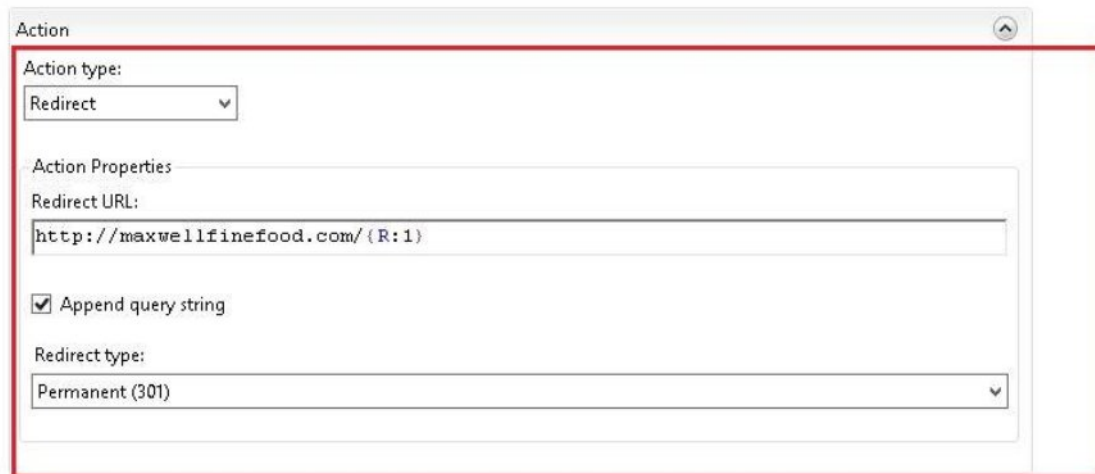 Action
Action type:
Redirect
Action Properties
Redirect URL:
http://maxwellfinefood.com/{R:1}
Append query string
Redirect type:
Permanent (301)